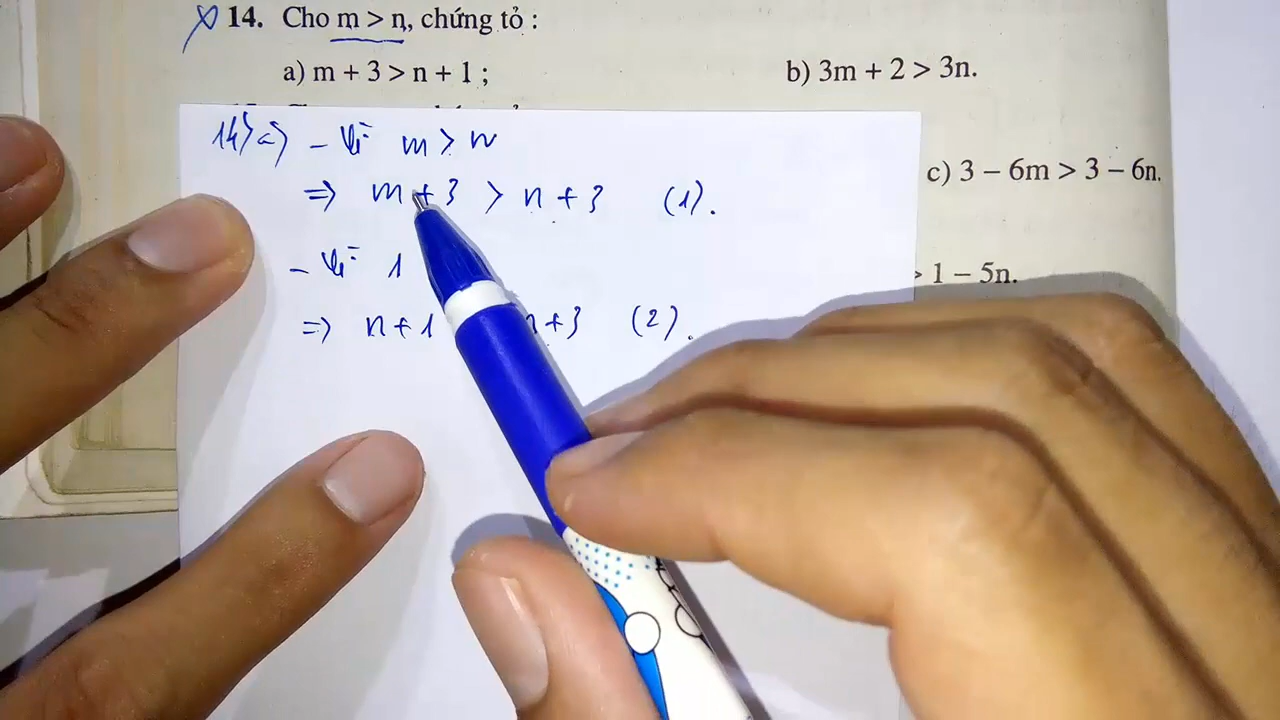 14. Cho m > n, chứng tỏ :
a) m + 3 > n + 1 ;
b) 3m + 2 > 3n.
c) 3 – 6m > 3 – 6n.
> 1 – 5n.
14) a) - Vì m > n
=> m + 3 > n + 3 (1).
- Vì 1
=> n + 1 n + 3 (2).